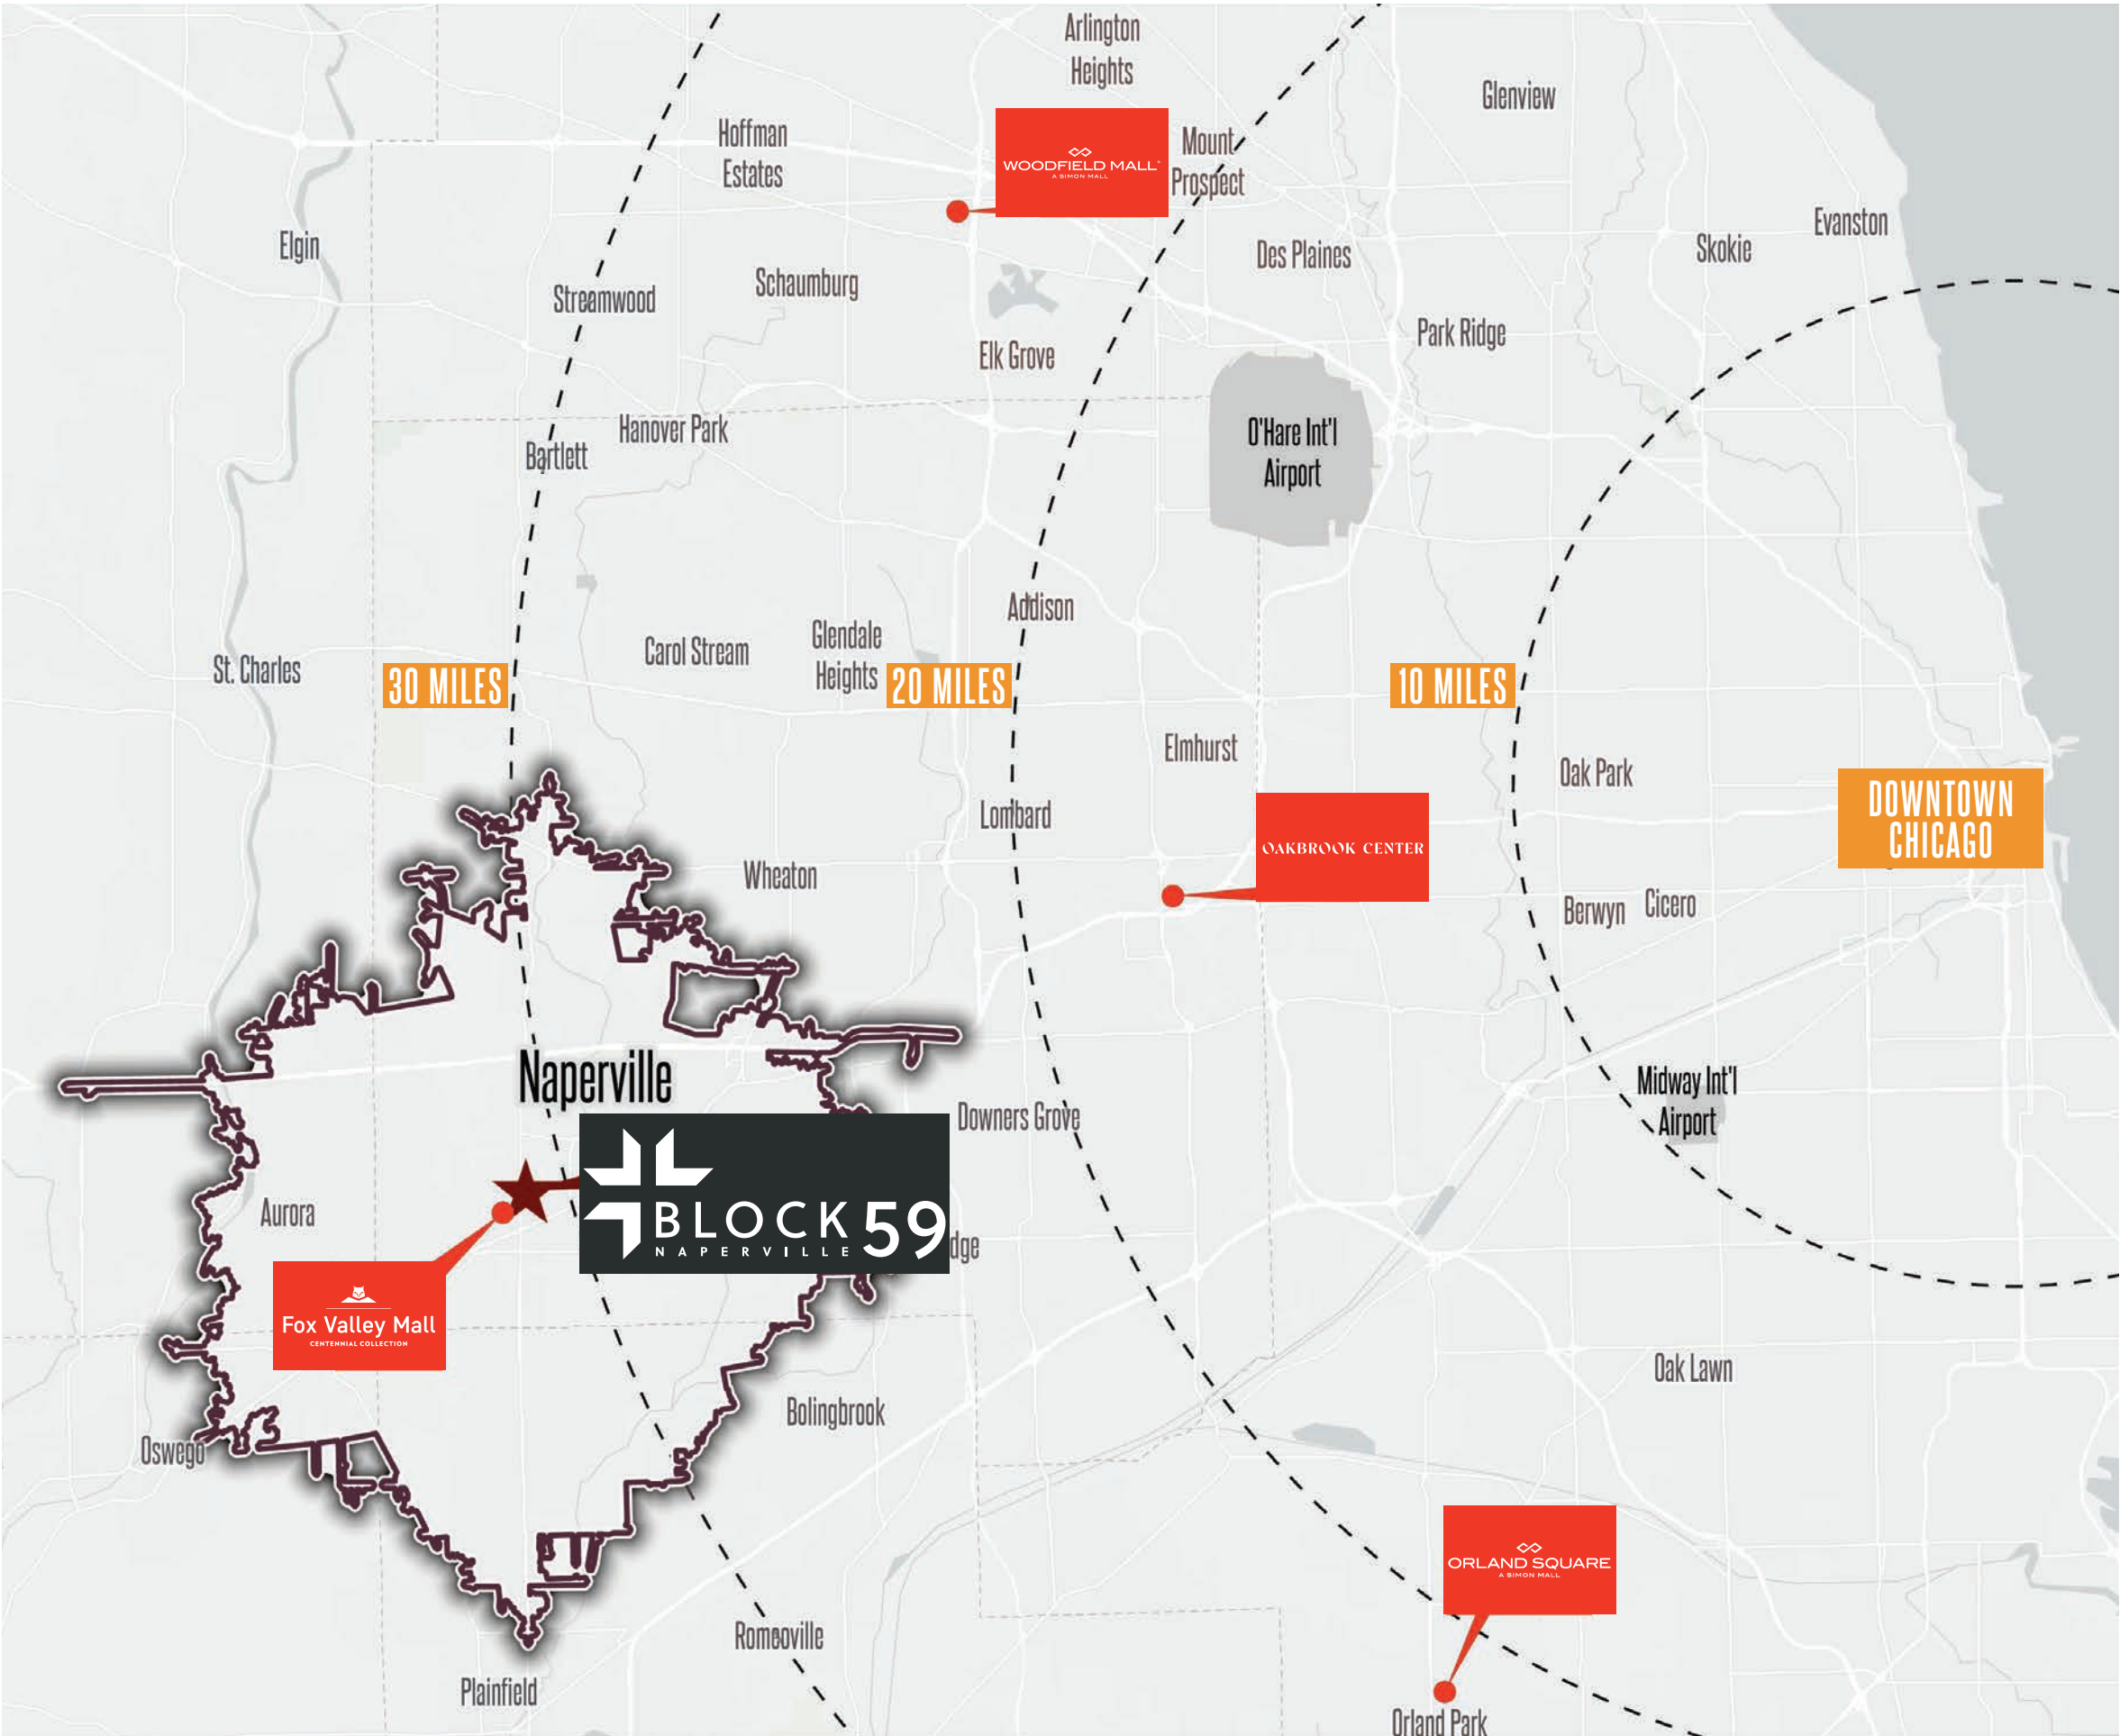 Arlington
Heights
Glenview
Hoffman
Estates
WOODFIELD MALL
A SIMON MALL
Mount
Prospect
Elgin
Evanston
Skokie
Des Plaines
Streamwood
Schaumburg
Park Ridge
Elk Grove
Hanover Park
Bartlett
O'Hare Int'l
Airport
Addison
Glendale
Heights
Carol Stream
St. Charles
30 MILES
20 MILES
10 MILES
Elmhurst
Oak Park
DOWNTOWN
CHICAGO
Lombard
OAKBROOK CENTER
Wheaton
Berwyn
Cicero
Naperville
Midway Int'l
Airport
Downers Grove
Aurora
BLOCK 59
NAPERVILLE
dge
Fox Valley Mall
CENTENNIAL COLLECTION
Oak Lawn
Bolingbrook
Oswego
ORLAND SQUARE
A SIMON MALL
Romeoville
Plainfield
Orland Park